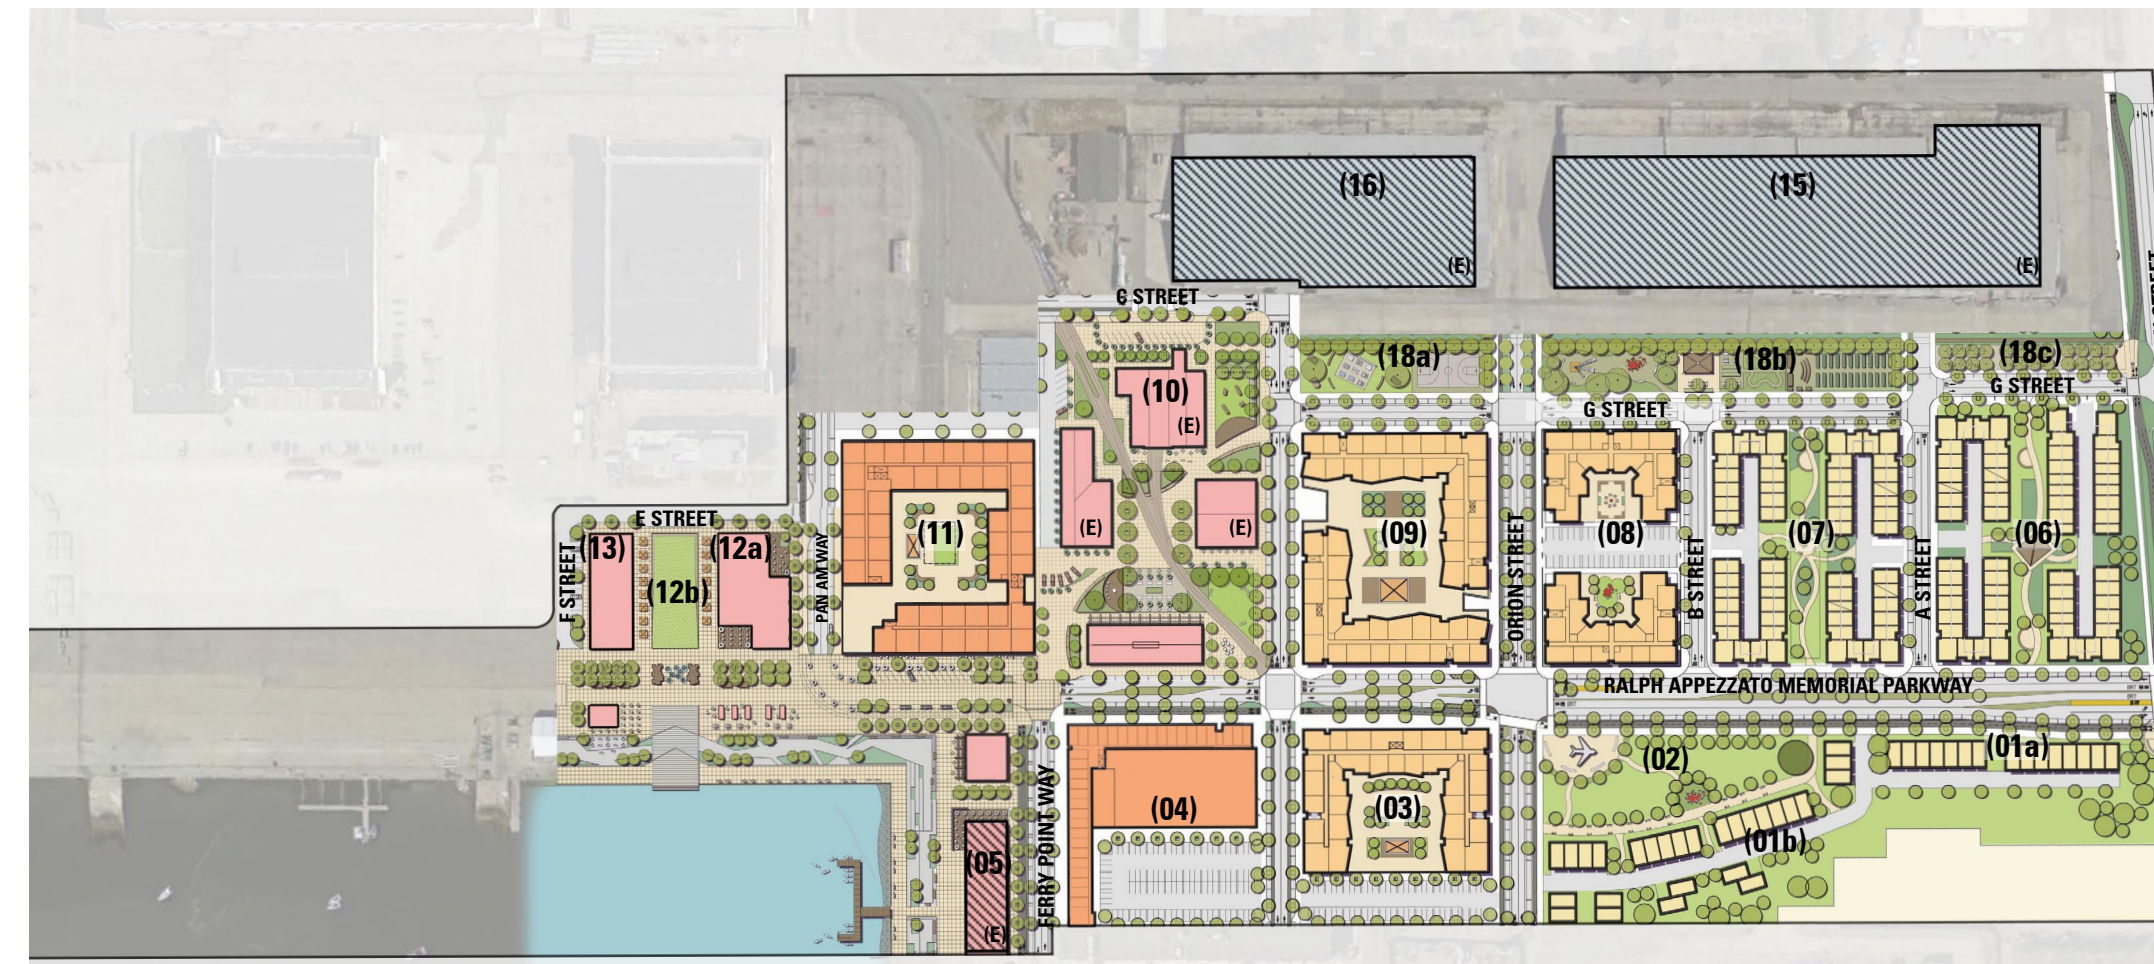 (16)
(15)
(E)
(E)
G STREET
(18a)
(18b)
(18c)
G STREET
(10)
(E)
G STREET
E STREET
(13)
(12a)
(12b)
F STREET
PAN AM WAY
(11)
(E)
(E)
(09)
ORION STREET
(08)
B STREET
(07)
A STREET
(06)
RALPH APPEZZATO MEMORIAL PARKWAY
(02)
(01a)
(01b)
(03)
(04)
FERRY POINT WAY
(05)
(E)